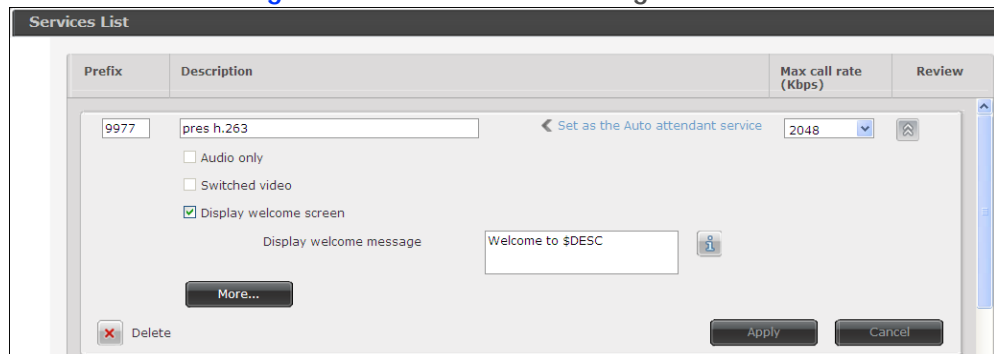 Services List
Prefix Description Max call rate (Kbps) Review
9977 pres h.263 Set as the Auto attendant service 2048
Audio only
Switched video
Display welcome screen
Display welcome message Welcome to $DESC
More...
Delete Apply Cancel